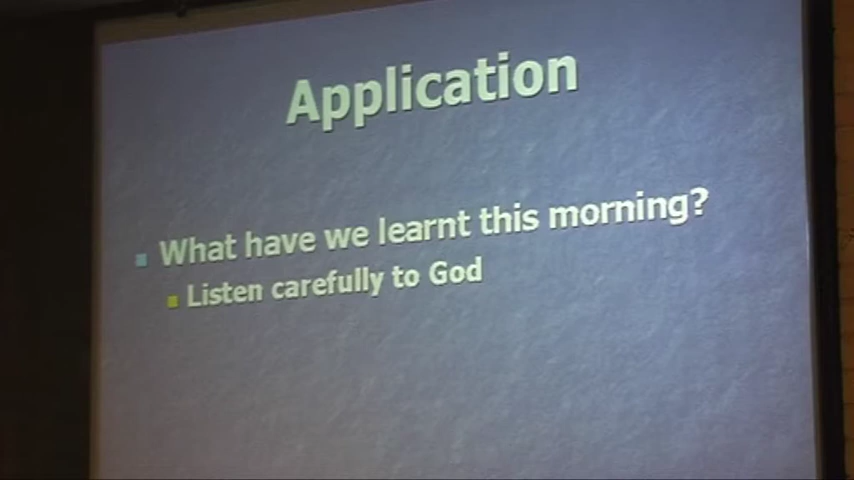 Application
What have we learnt this morning?
Listen carefully to God